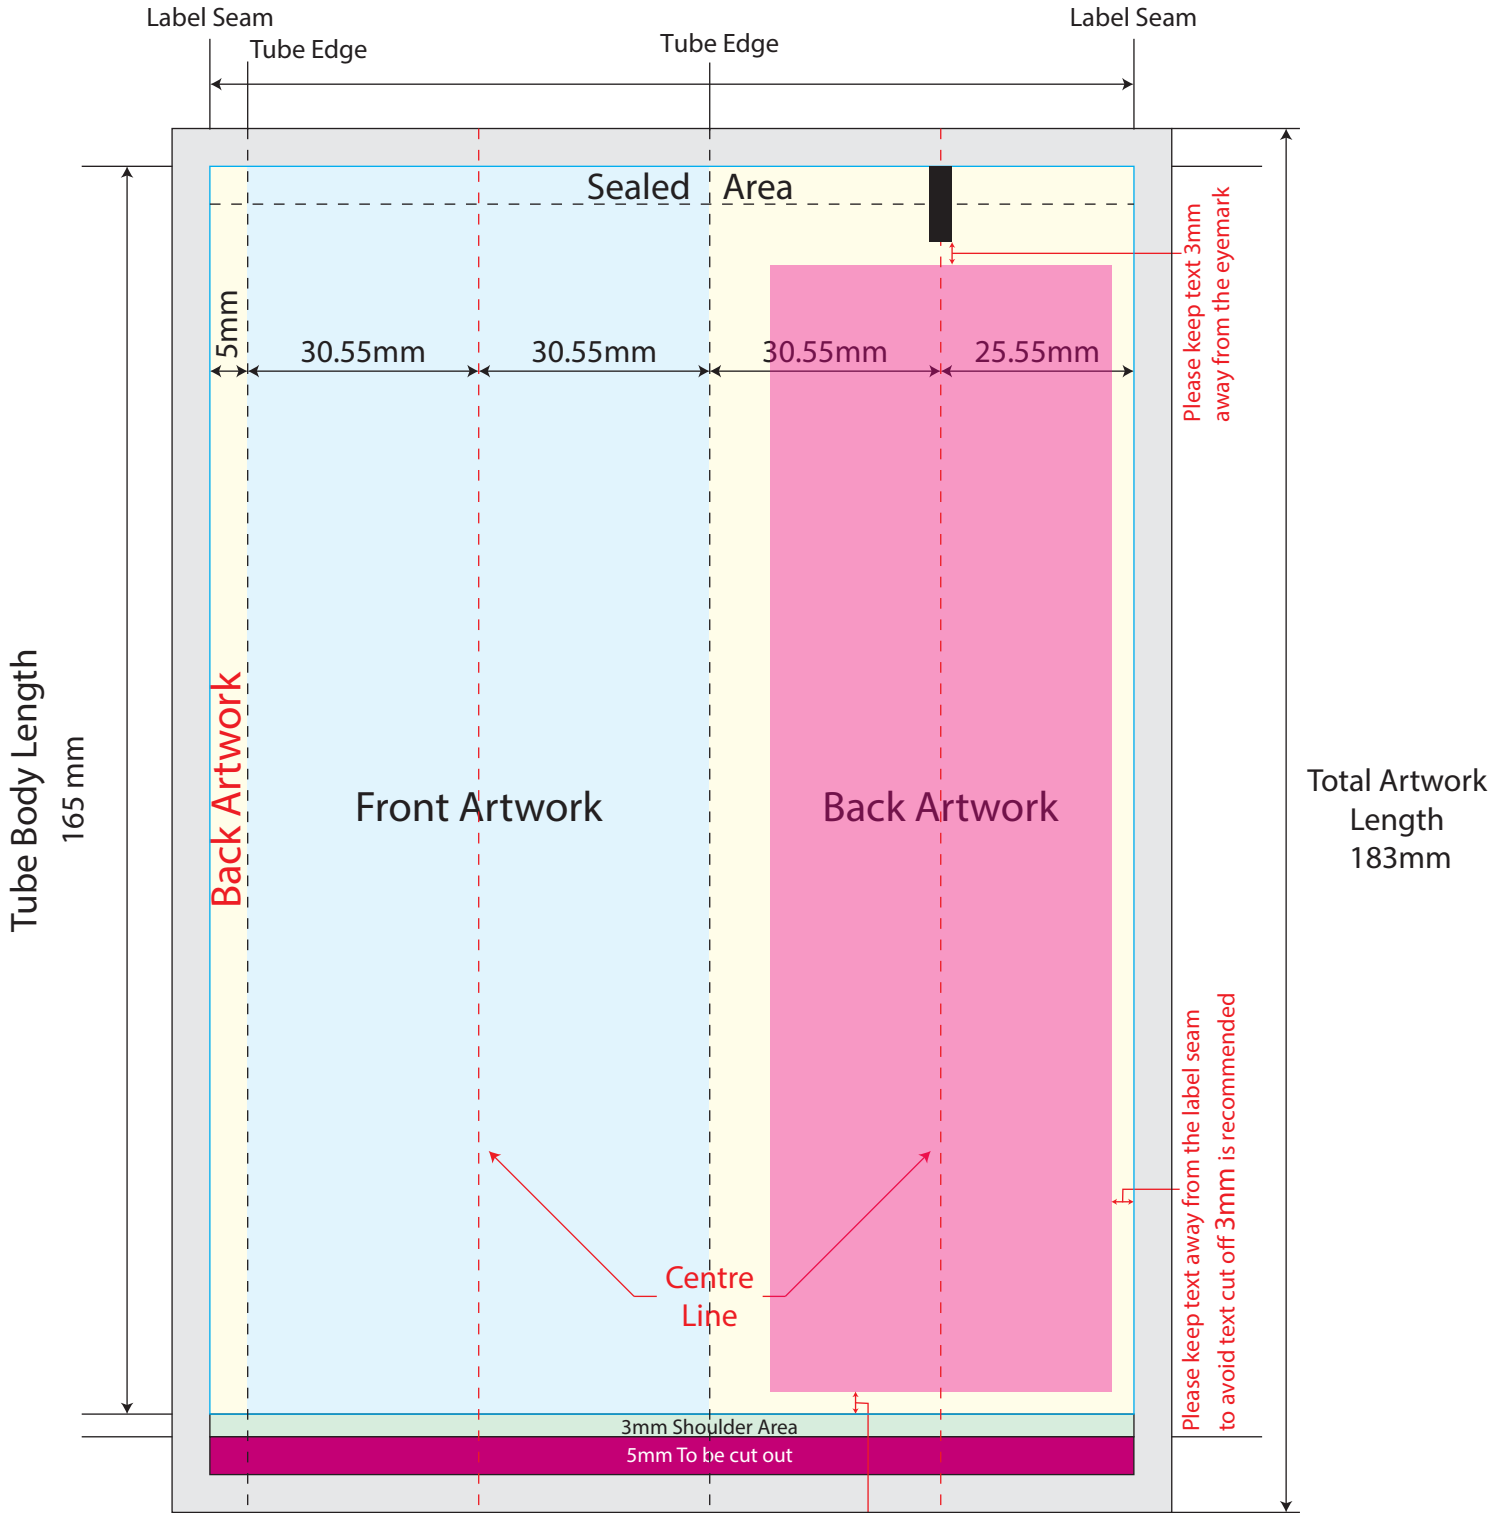 Label Seam
Label Seam
Tube Edge
Tube Edge
Sealed Area
Please keep text 3mm
away from the eyemark
5mm
30.55mm
30.55mm
30.55mm
25.55mm
Tube Body Length
165 mm
Back Artwork
Front Artwork
Back Artwork
Total Artwork
Length
183mm
Please keep text away from the label seam
to avoid text cut off 3mm is recommended
Centre
Line
3mm Shoulder Area
5mm To be cut out